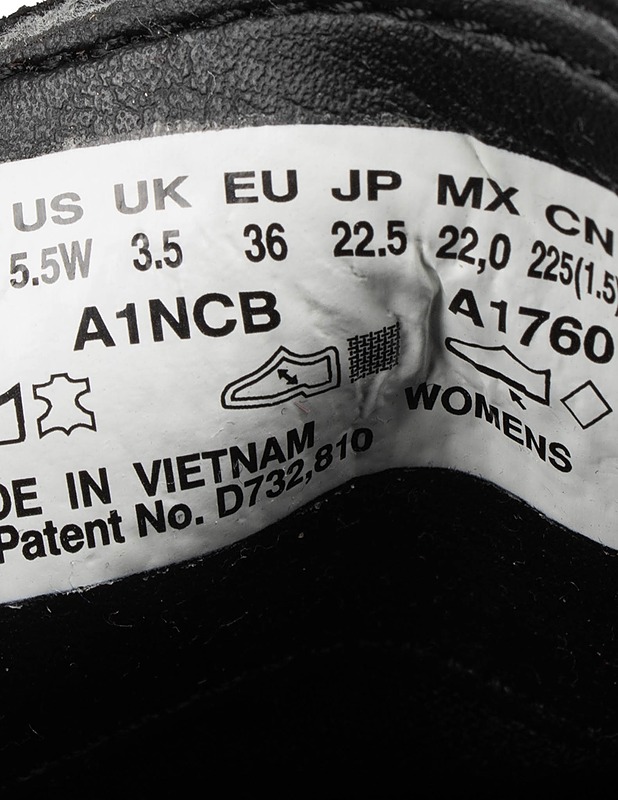 US UK EU JP MX CN
5.5W 3.5 36 22.5 22,0 225(1.5)
A1NCB A1760
WOMENS
DE IN VIETNAM
Patent No. D732,810